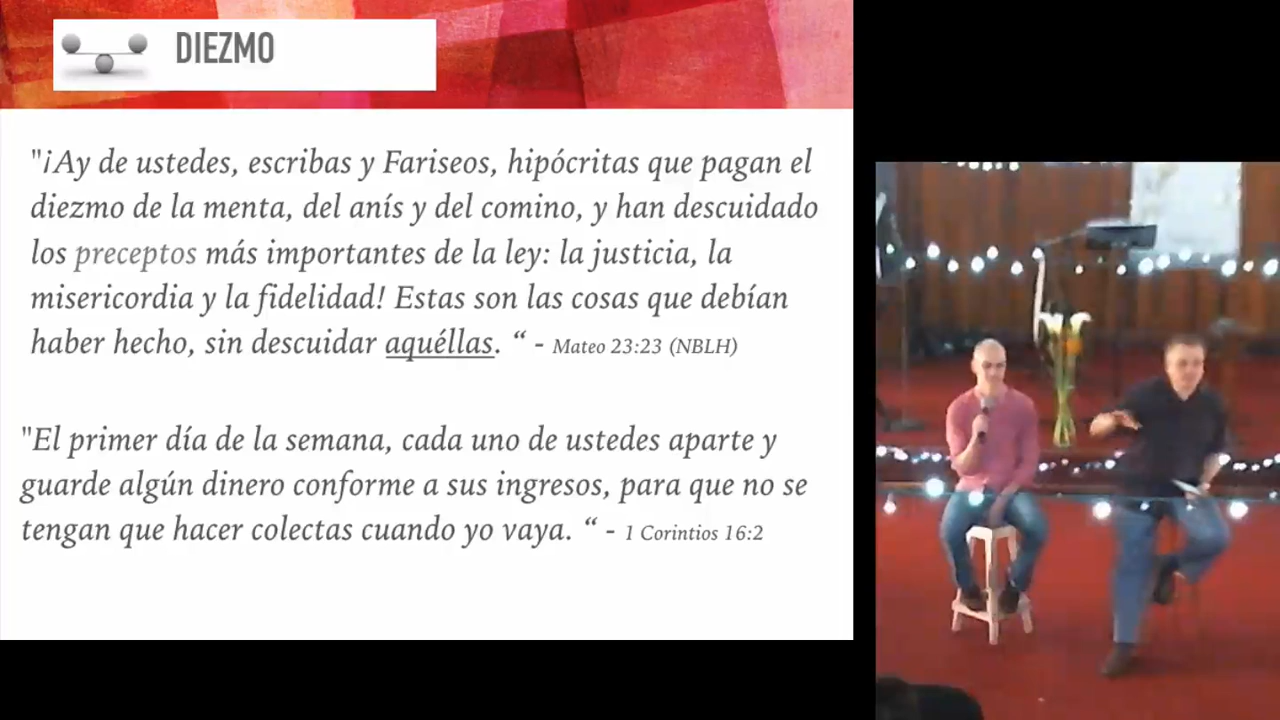 DIEZMO
"¡Ay de ustedes, escribas y Fariseos, hipócritas que pagan el
diezmo de la menta, del anís y del comino, y han descuidado
los preceptos más importantes de la ley: la justicia, la
misericordia y la fidelidad! Estas son las cosas que debían
haber hecho, sin descuidar aquéllas. “ - Mateo 23:23 (NBLH)
"El primer día de la semana, cada uno de ustedes aparte y
guarde algún dinero conforme a sus ingresos, para que no se
tengan que hacer colectas cuando yo vaya. “ - 1 Corintios 16:2